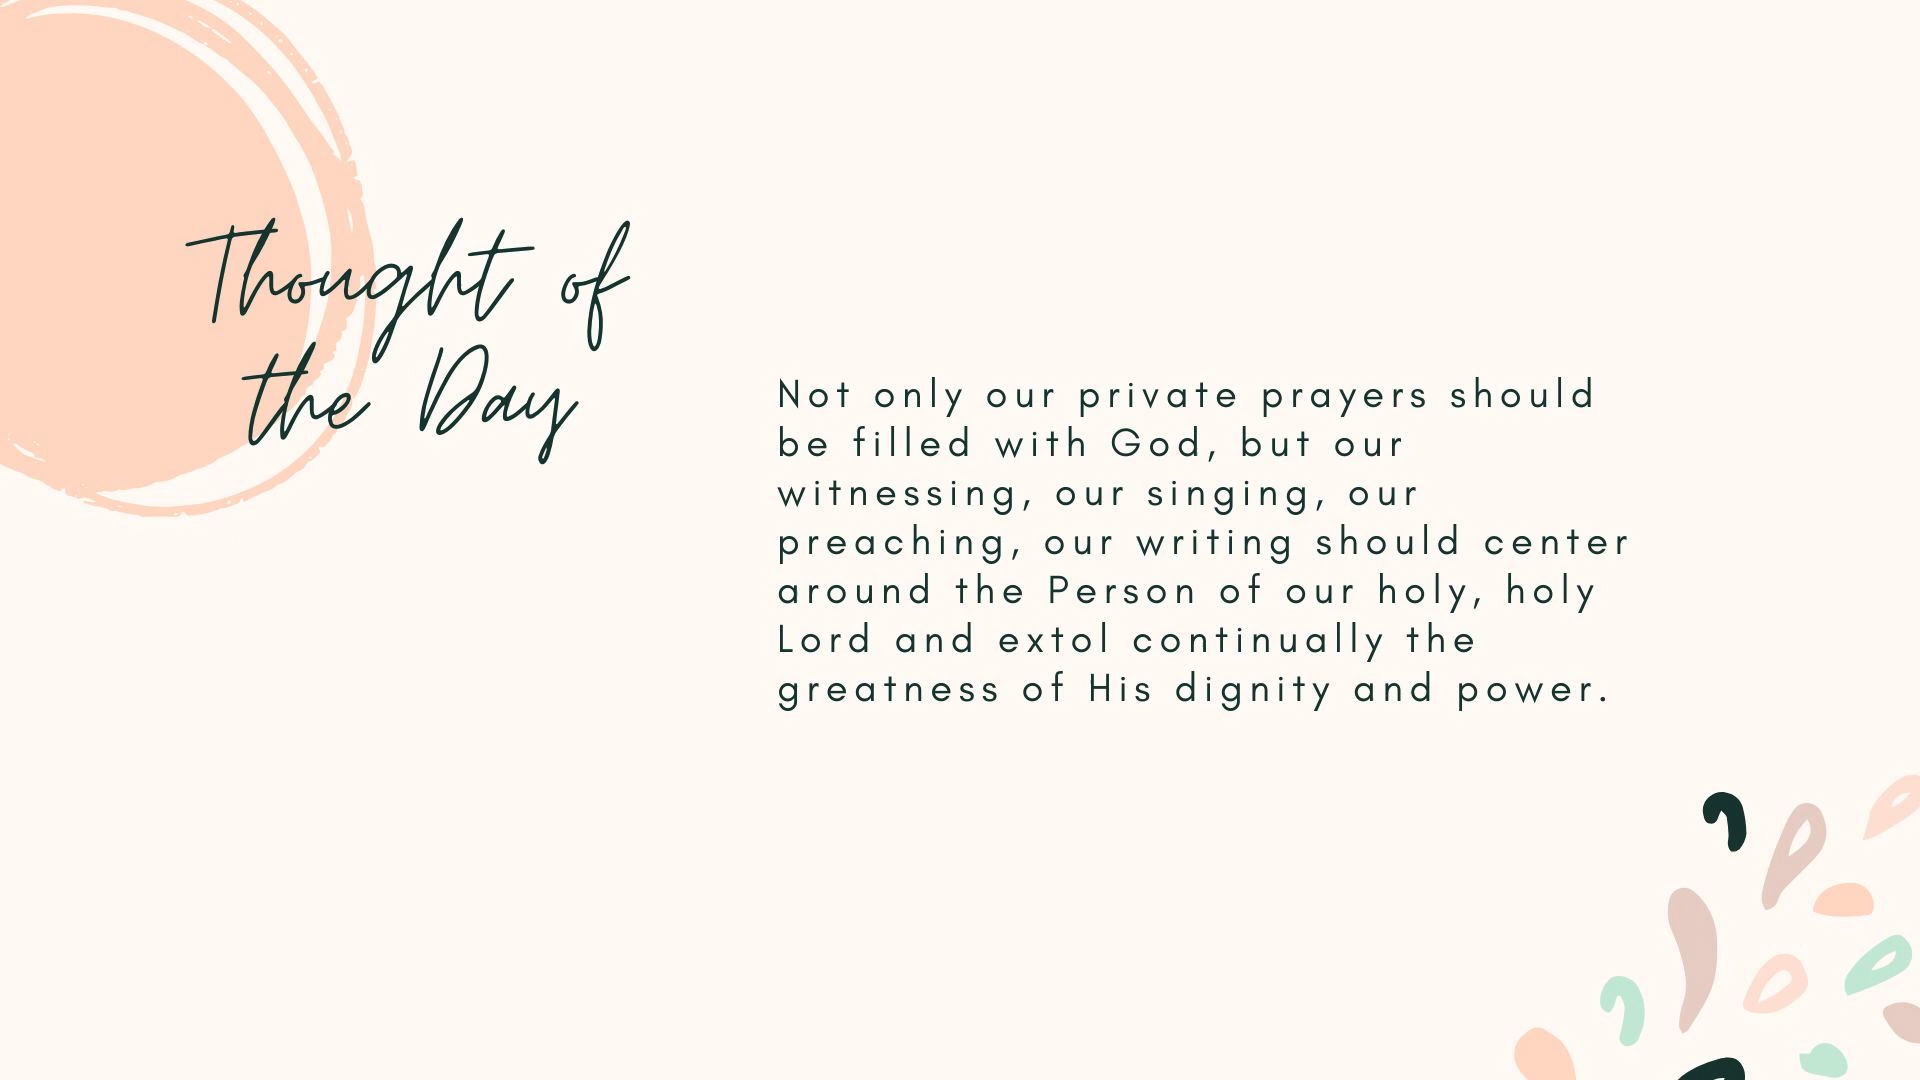 Thought of
the Day
Not only our private prayers should
be filled with God, but our
witnessing, our singing, our
preaching, our writing should center
around the Person of our holy, holy
Lord and extol continually the
greatness of His dignity and power.